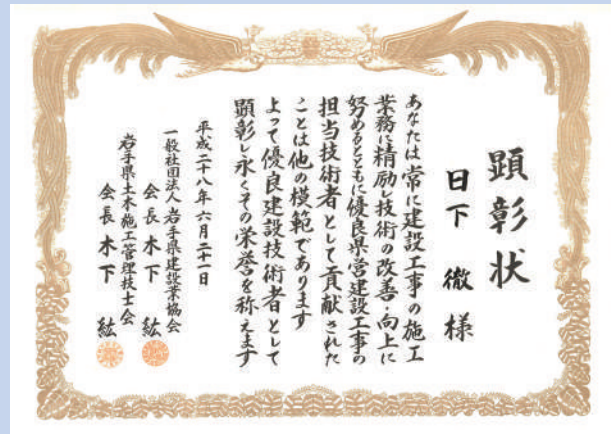 顕彰状
日下 徹 様
あなたは常に建設工事の施工
業務に精励し技術の改善・向上に
努めるとともに優良県営建設工事の
担当技術者として貢献された
ことは他の模範であります
よって優良建設技術者として
顕彰し永くその栄誉を称えます
平成二十八年六月二十一日
一般社団法人岩手県建設業協会
会長 木下 紘
岩手県土木施工管理技士会
会長 木下 紘